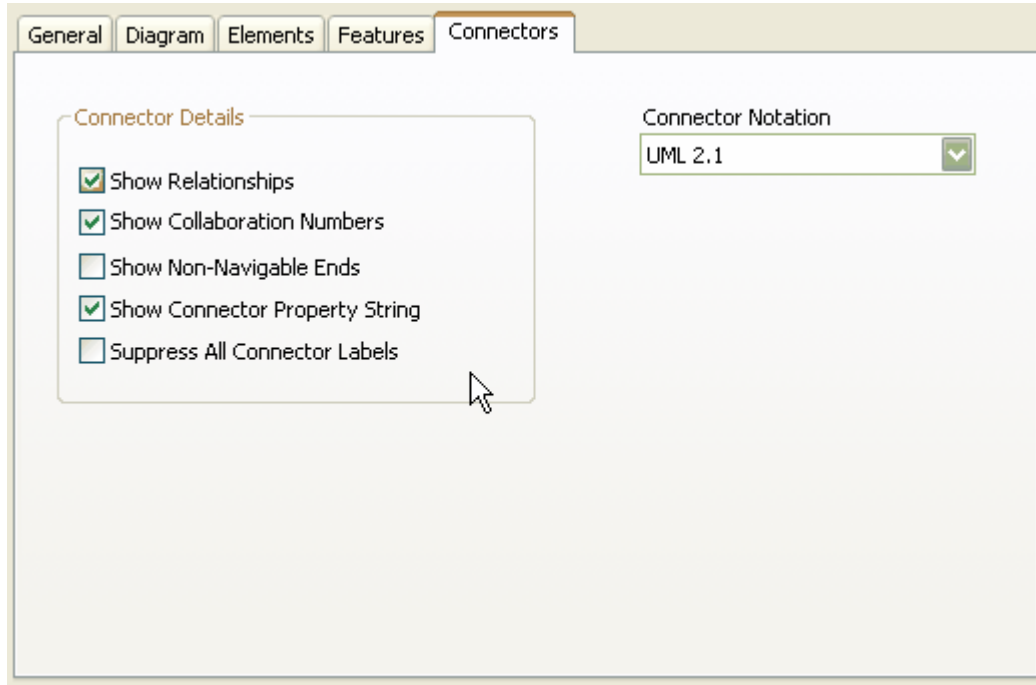 General Diagram Elements Features Connectors
Connector Details
Show Relationships
Show Collaboration Numbers
Show Non-Navigable Ends
Show Connector Property String
Suppress All Connector Labels
Connector Notation
UML 2.1